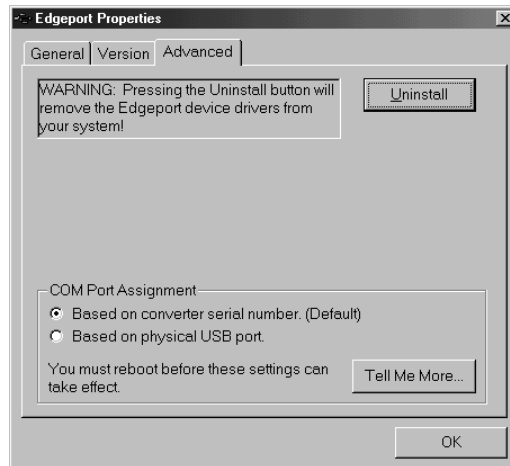 Edgeport Properties
General
Version
Advanced
WARNING: Pressing the Uninstall button will
remove the Edgeport device drivers from
your system!
Uninstall
COM Port Assignment
Based on converter serial number. (Default)
Based on physical USB port.
You must reboot before these settings can
take effect.
Tell Me More...
OK